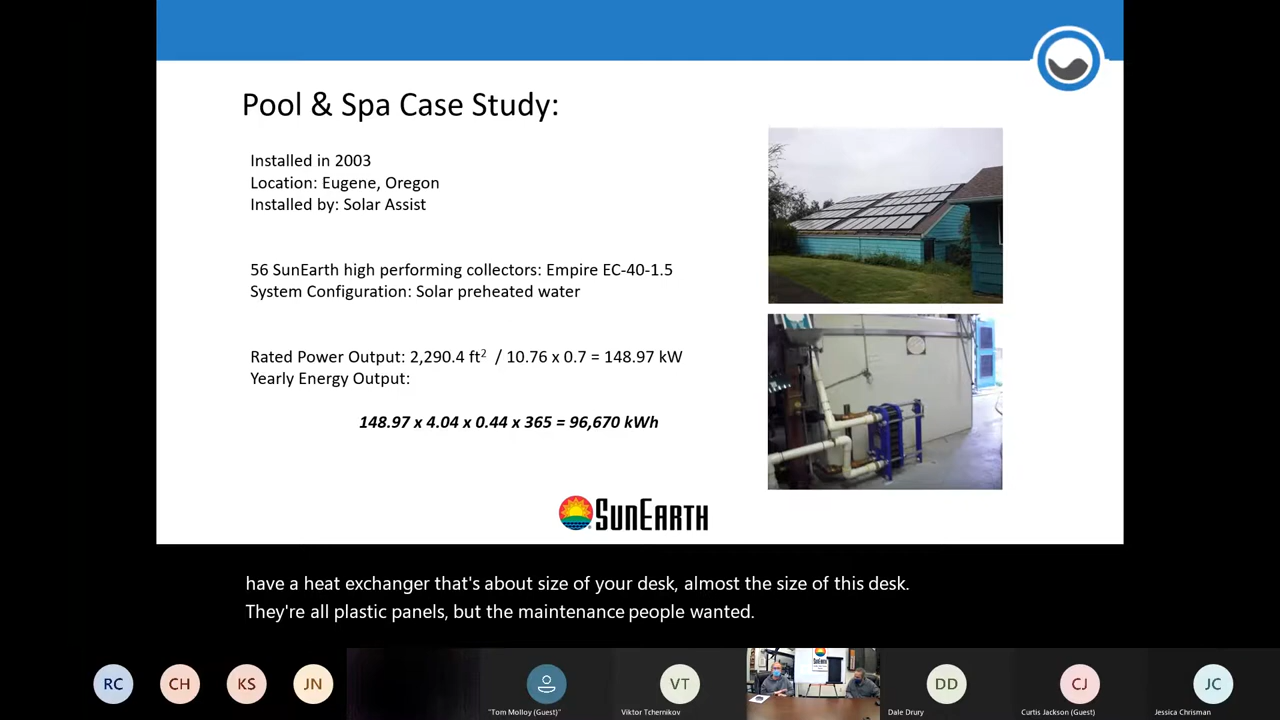 Pool & Spa Case Study:
Installed in 2003
Location: Eugene, Oregon
Installed by: Solar Assist
56 SunEarth high performing collectors: Empire EC-40-1.5
System Configuration: Solar preheated water
Rated Power Output: 2,290.4 ft² / 10.76 x 0.7 = 148.97 kW
Yearly Energy Output:
148.97 x 4.04 x 0.44 x 365 = 96,670 kWh
SUNEARTH
have a heat exchanger that's about size of your desk, almost the size of this desk.
They're all plastic panels, but the maintenance people wanted.
RC
CH
KS
JN
VT
DD
CJ
JC
"Tom Molloy (Guest)"
Viktor Tchernikov
Dale Drury
Curtis Jackson (Guest)
Jessica Chrisman